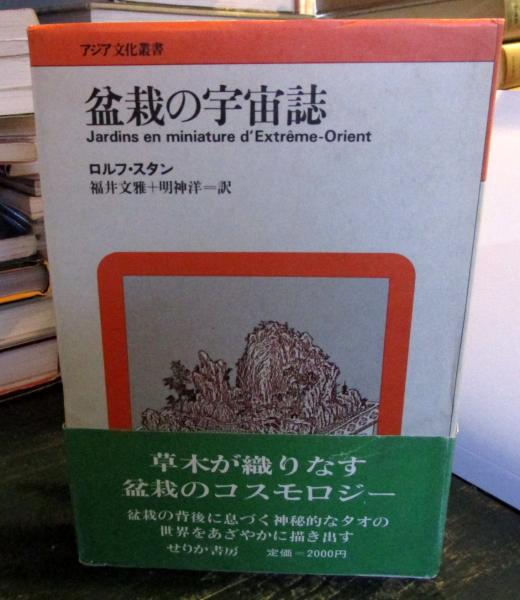 アジア文化叢書
盆栽の宇宙誌
Jardins en miniature d'Extrême-Orient
ロルフ・スタン
福井文雅+明神洋=訳
草木が織りなす
盆栽のコスモロジー
盆栽の背後に息づく神秘的なタオの
世界をあざやかに描き出す
せりか書房 定価=2000円